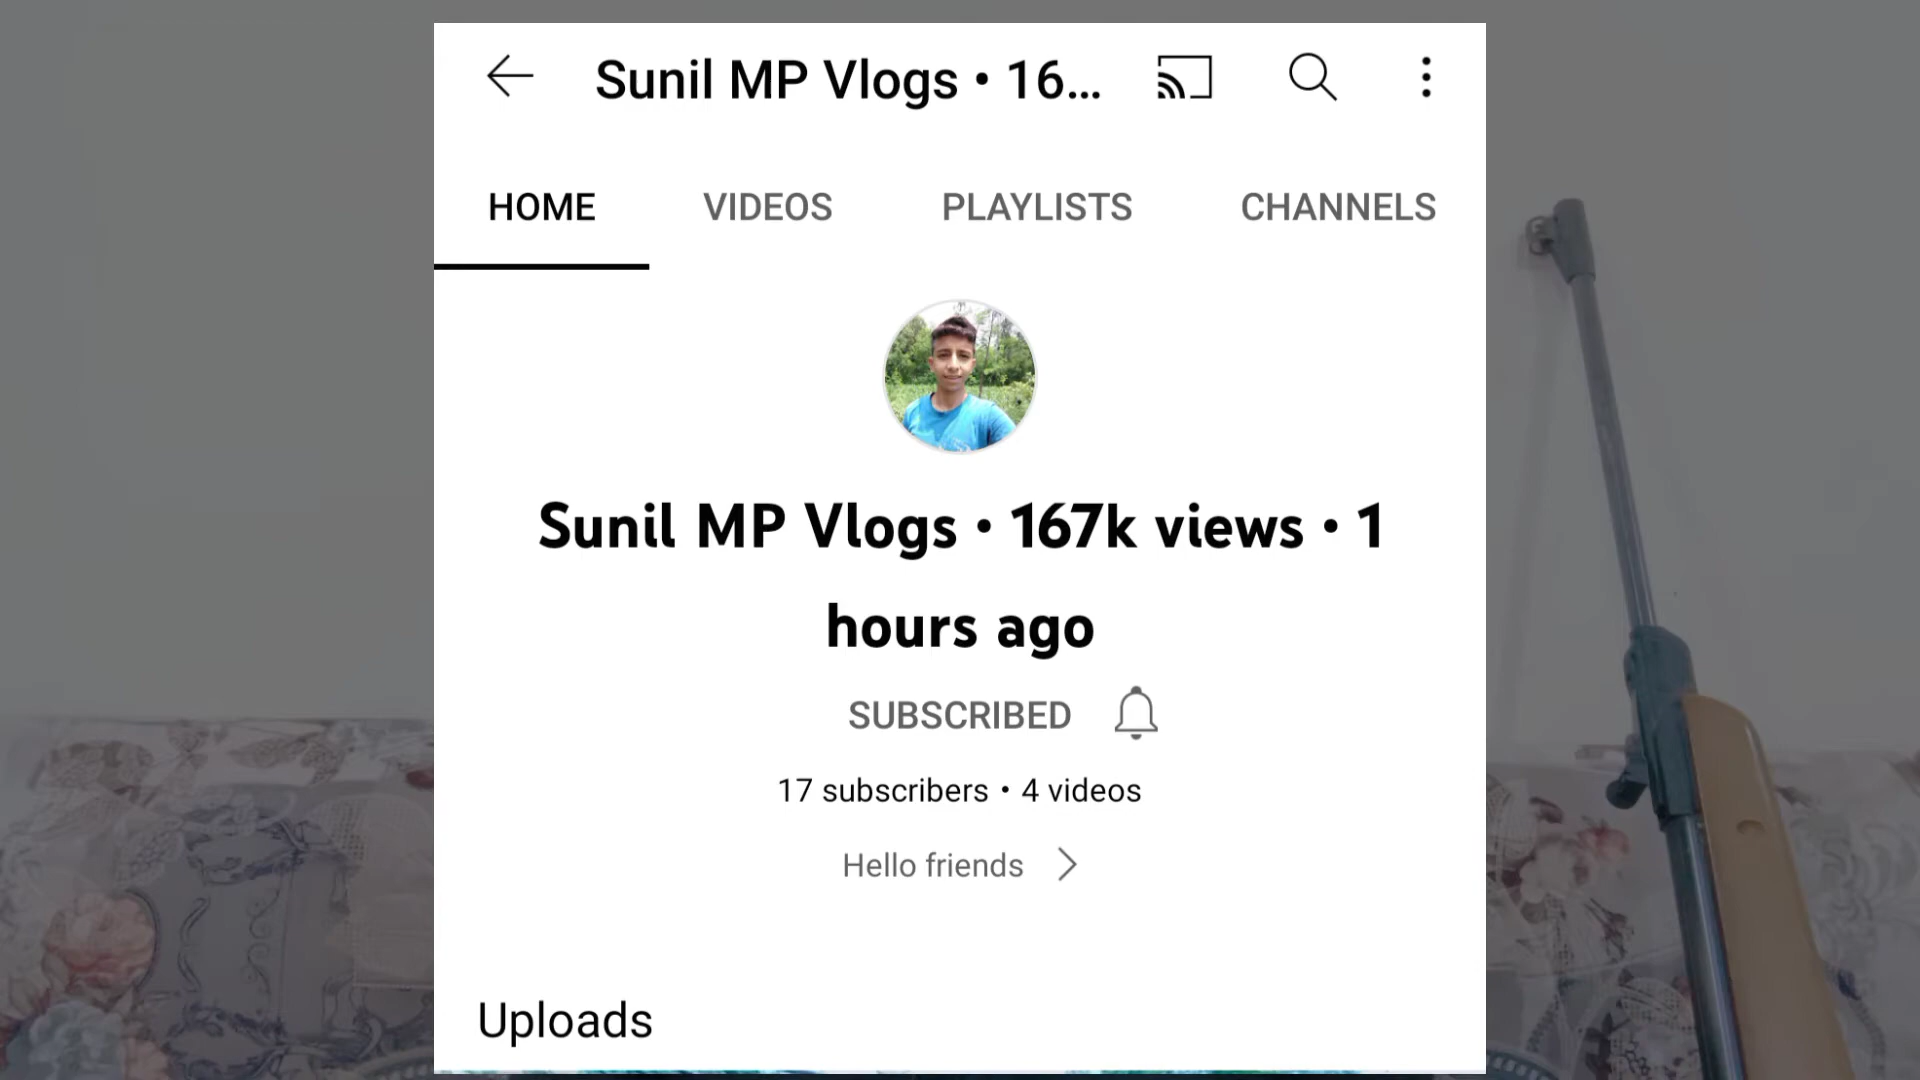 Sunil MP Vlogs • 16...
HOME VIDEOS PLAYLISTS CHANNELS
Sunil MP Vlogs • 167k views • 1
hours ago
SUBSCRIBED
17 subscribers • 4 videos
Hello friends
Uploads